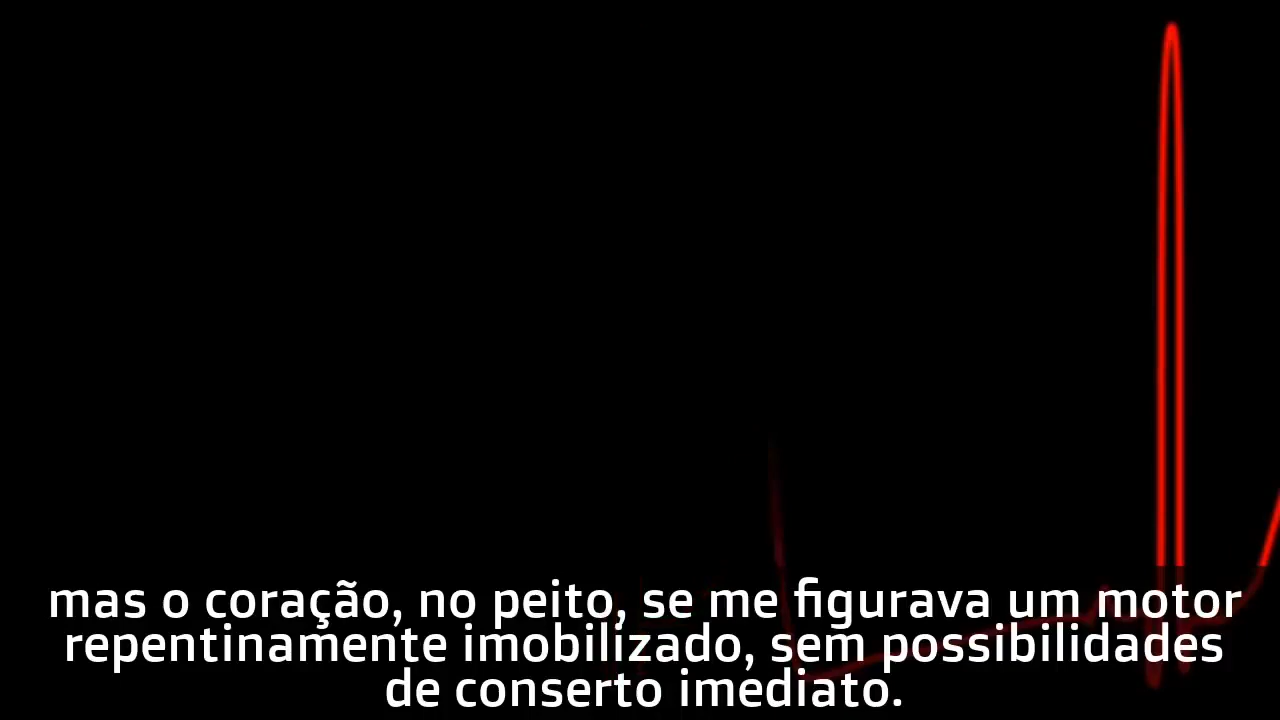 mas o coração, no peito, se me figurava um motor
repentinamente imobilizado, sem possibilidades
de conserto imediato.